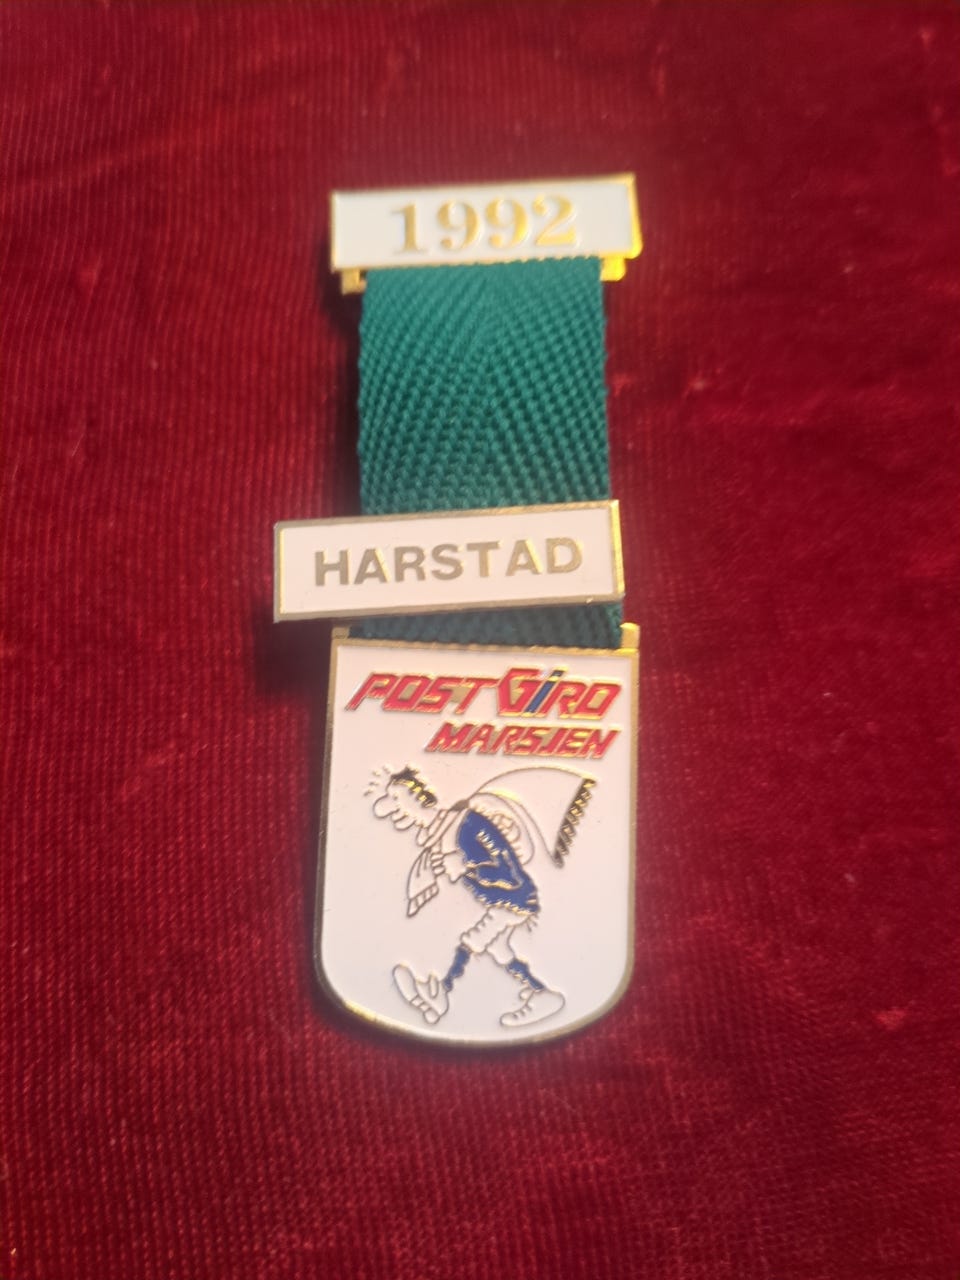 1992
HARSTAD
POSTGiRO
MARSJEN